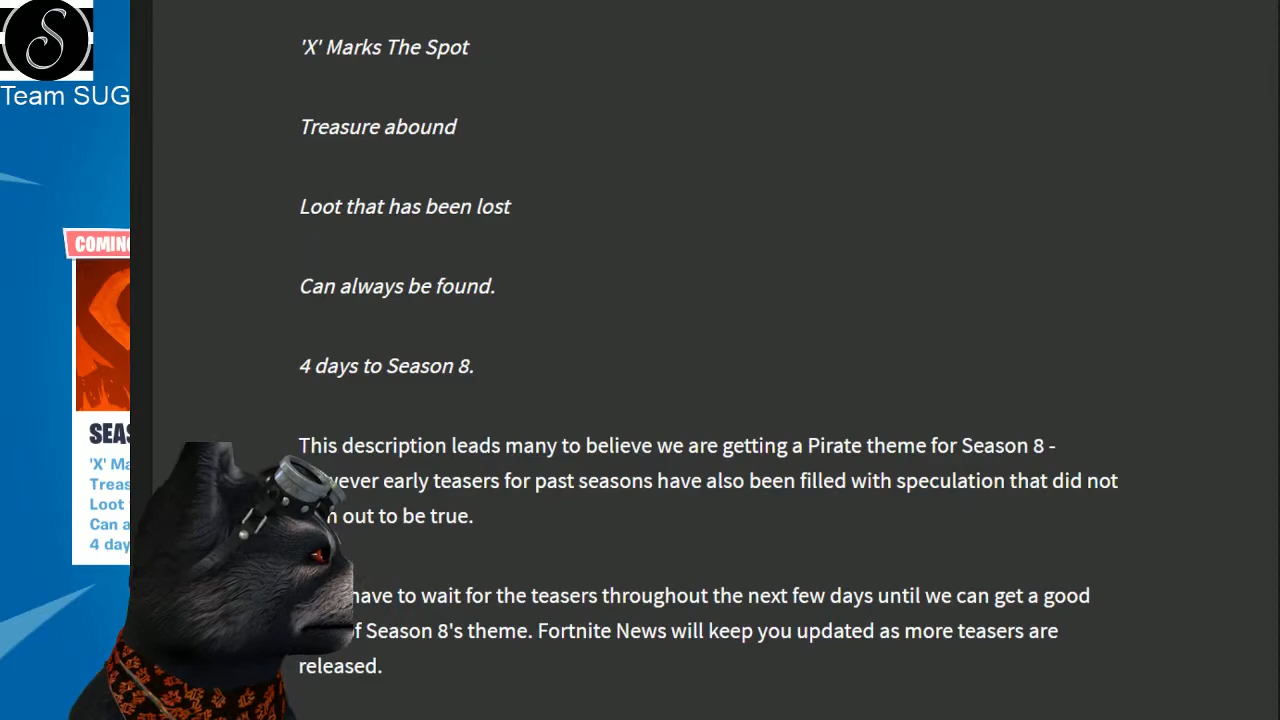 S
Team SUG
'X' Marks The Spot
Treasure abound
Loot that has been lost
Can always be found.
4 days to Season 8.
This description leads many to believe we are getting a Pirate theme for Season 8 -
ever early teasers for past seasons have also been filled with speculation that did not
out to be true.
have to wait for the teasers throughout the next few days until we can get a good
of Season 8's theme. Fortnite News will keep you updated as more teasers are
released.
COMING
SEAS
'X' Ma
Treas
Loot
Can a
4 day